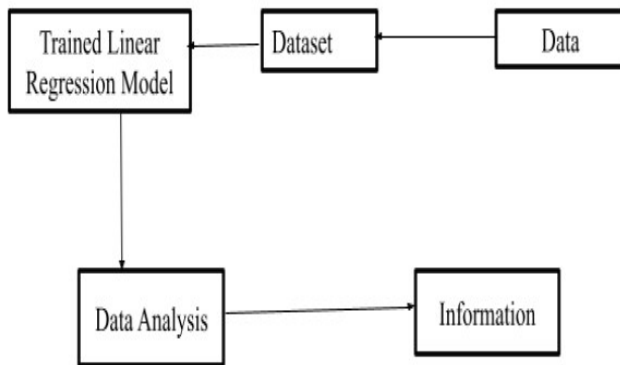 Trained Linear
Regression Model
Dataset
Data
Data Analysis
Information